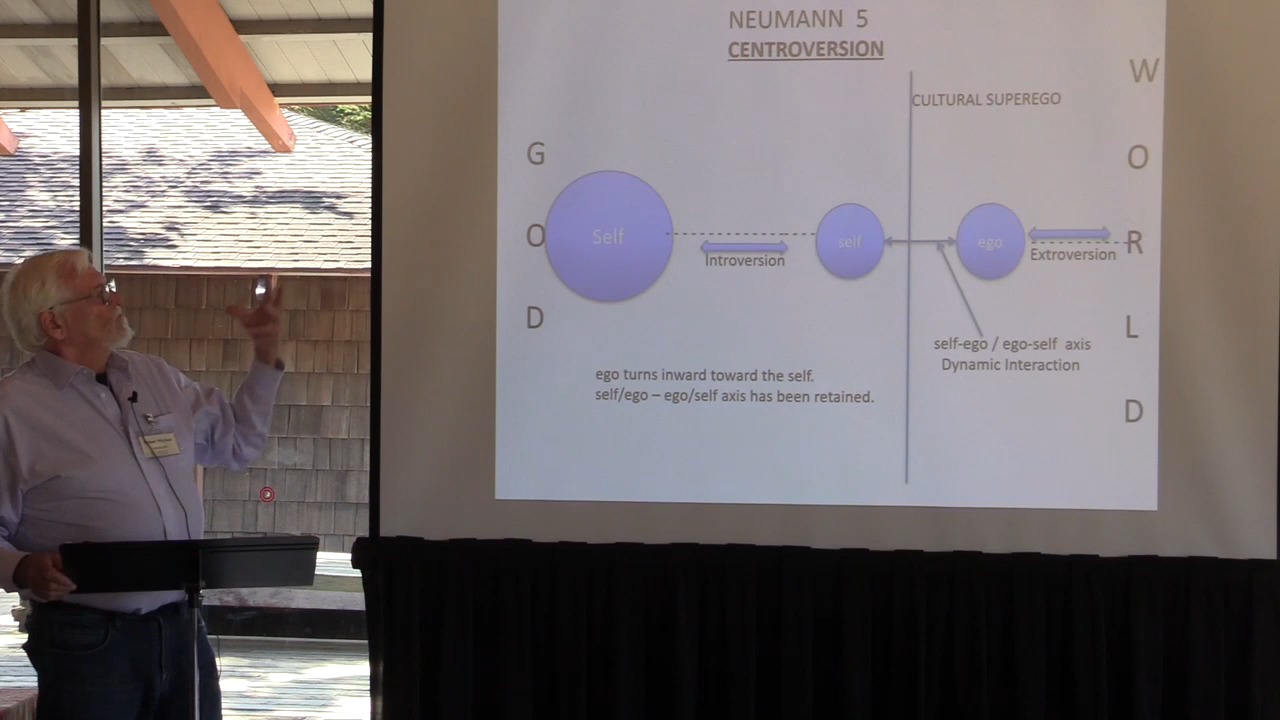 NEUMANN 5
CENTROVERSION
CULTURAL SUPEREGO
G
O
D
Self
Introversion
self
ego
Extroversion
W
O
R
L
D
self-ego / ego-self axis
Dynamic Interaction
ego turns inward toward the self.
self/ego – ego/self axis has been retained.